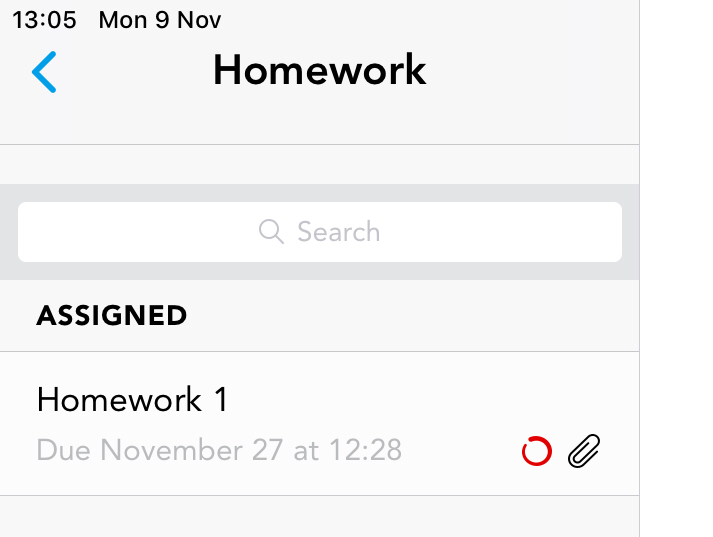 13:05 Mon 9 Nov
Homework
Search
ASSIGNED
Homework 1
Due November 27 at 12:28